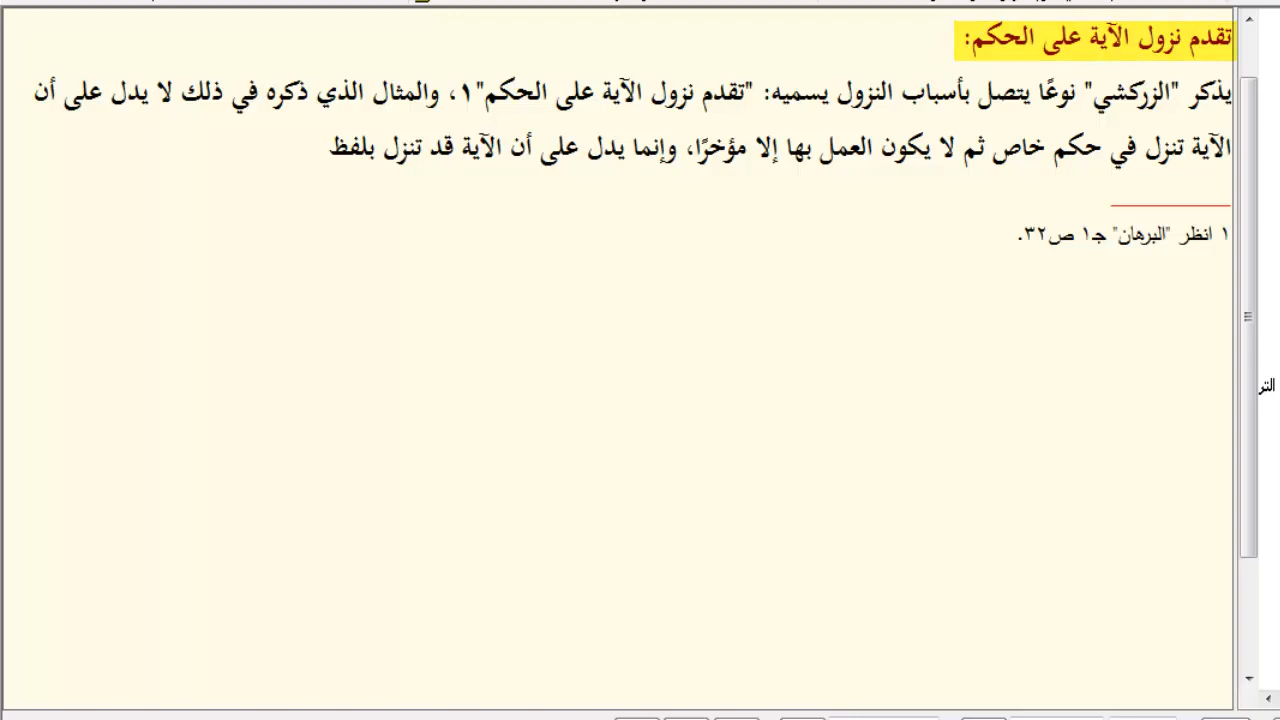 تقدم نزول الآية على الحكم:
يذكر "الزركشي" نوعًا يتصل بأسباب النزول يسميه: "تقدم نزول الآية على الحكم"١، والمثال الذي ذكره في ذلك لا يدل على أن
الآية تنزل في حكم خاص ثم لا يكون العمل بها إلا مؤخرًا، وإنما يدل على أن الآية قد تنزل بلفظ
١ انظر "البرهان" جـ١ ص٣٢.
التر